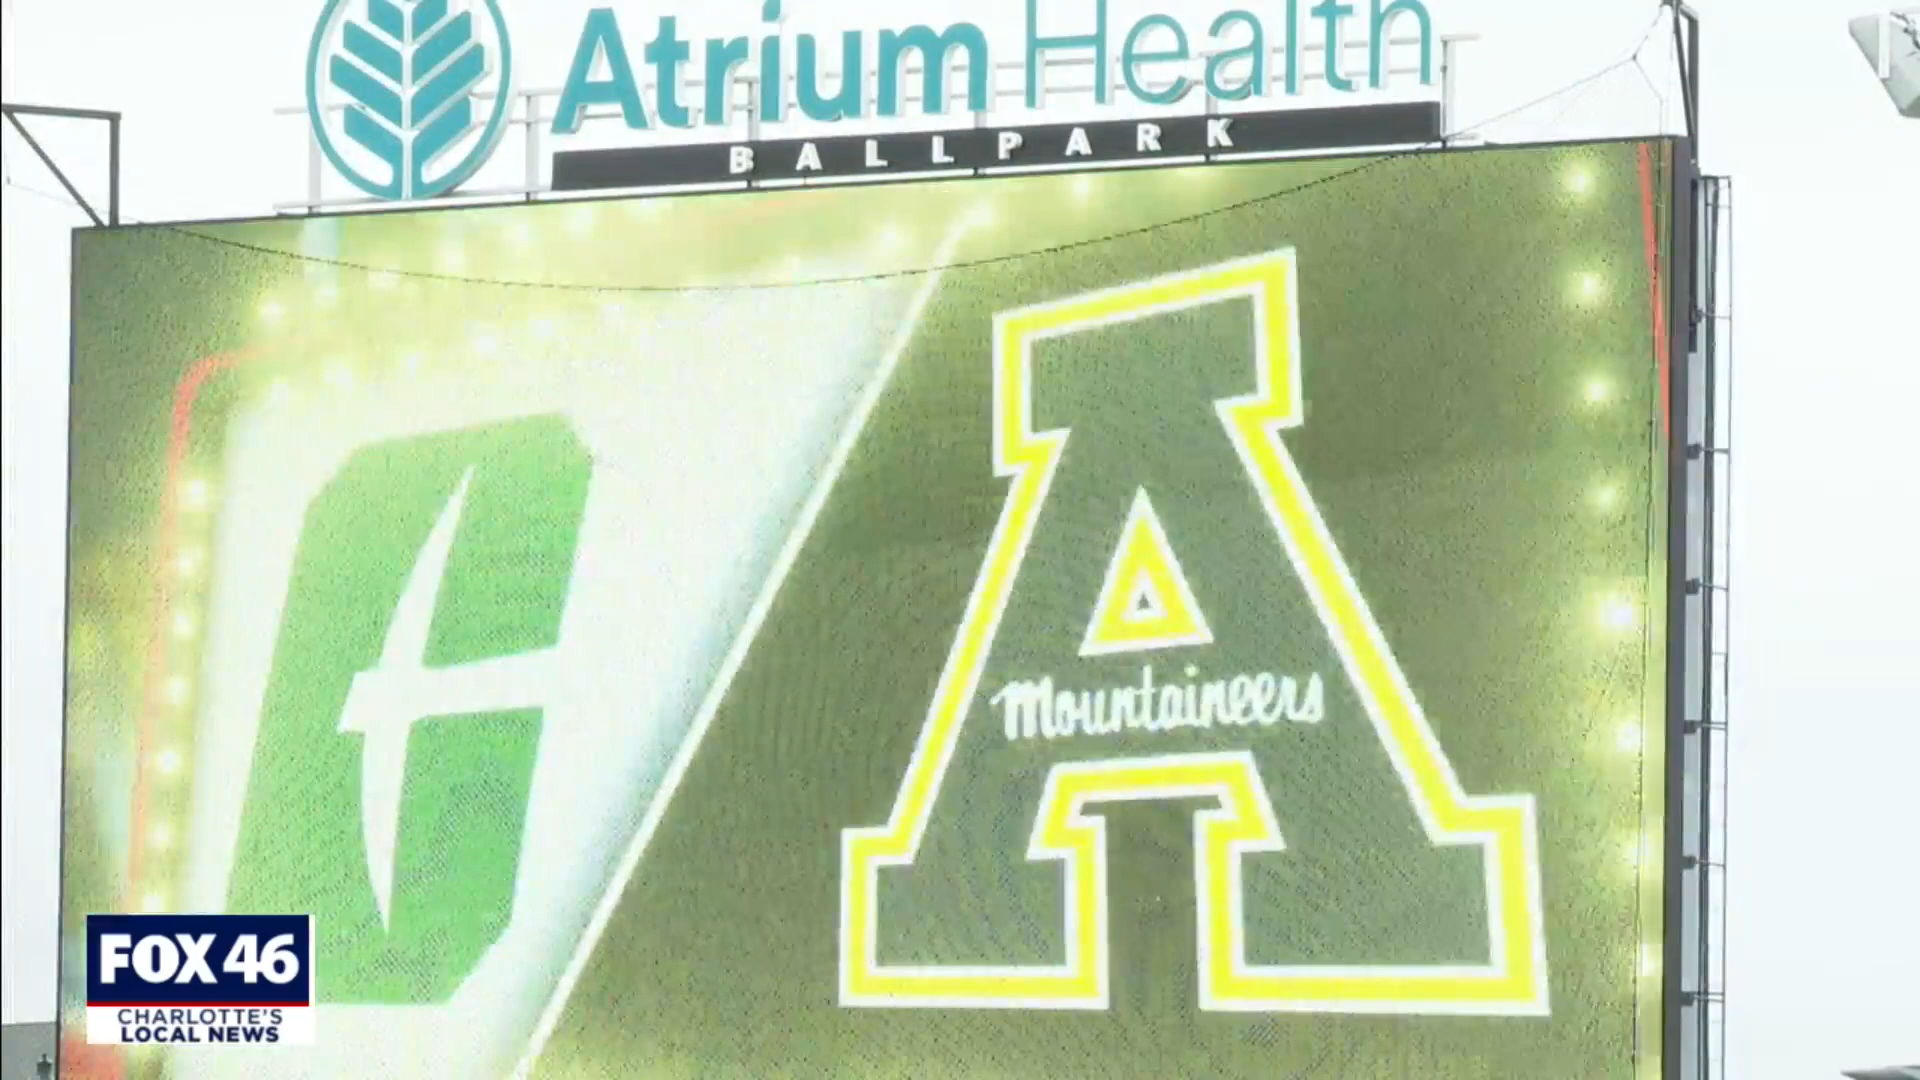 Atrium Health
BALLPARK
C
A
Mountaineers
FOX 46
CHARLOTTE'S
LOCAL NEWS